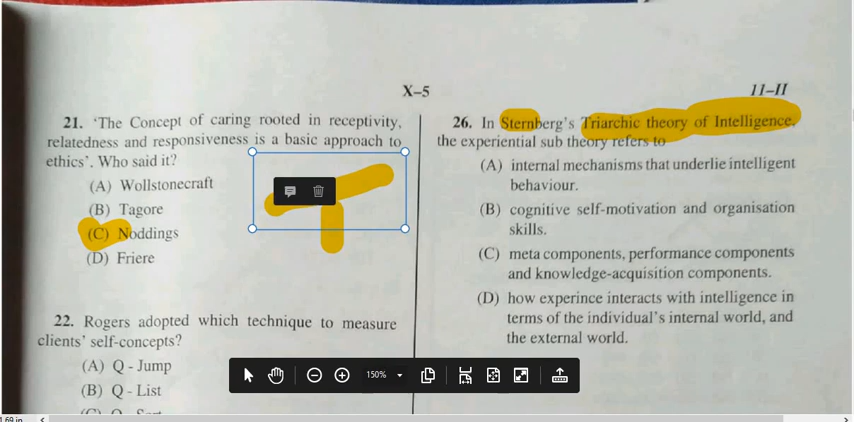 X–5
11–II
21. ‘The Concept of caring rooted in receptivity,
relatedness and responsiveness is a basic approach to
ethics’. Who said it?
(A) Wollstonecraft
(B) Tagore
(C) Noddings
(D) Friere
22. Rogers adopted which technique to measure
clients’ self-concepts?
(A) Q - Jump
(B) Q - List
26. In Sternberg’s Triarchic theory of Intelligence,
the experiential sub theory refers to
(A) internal mechanisms that underlie intelligent
behaviour.
(B) cognitive self-motivation and organisation
skills.
(C) meta components, performance components
and knowledge-acquisition components.
(D) how experince interacts with intelligence in
terms of the individual’s internal world, and
the external world.
150%
1.69 in